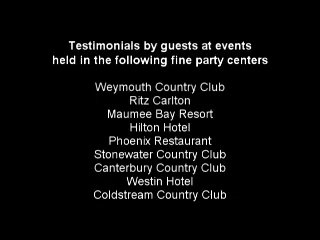 Testimonials by guests at events
held in the following fine party centers
Weymouth Country Club
Ritz Carlton
Maumee Bay Resort
Hilton Hotel
Phoenix Restaurant
Stonewater Country Club
Canterbury Country Club
Westin Hotel
Coldstream Country Club